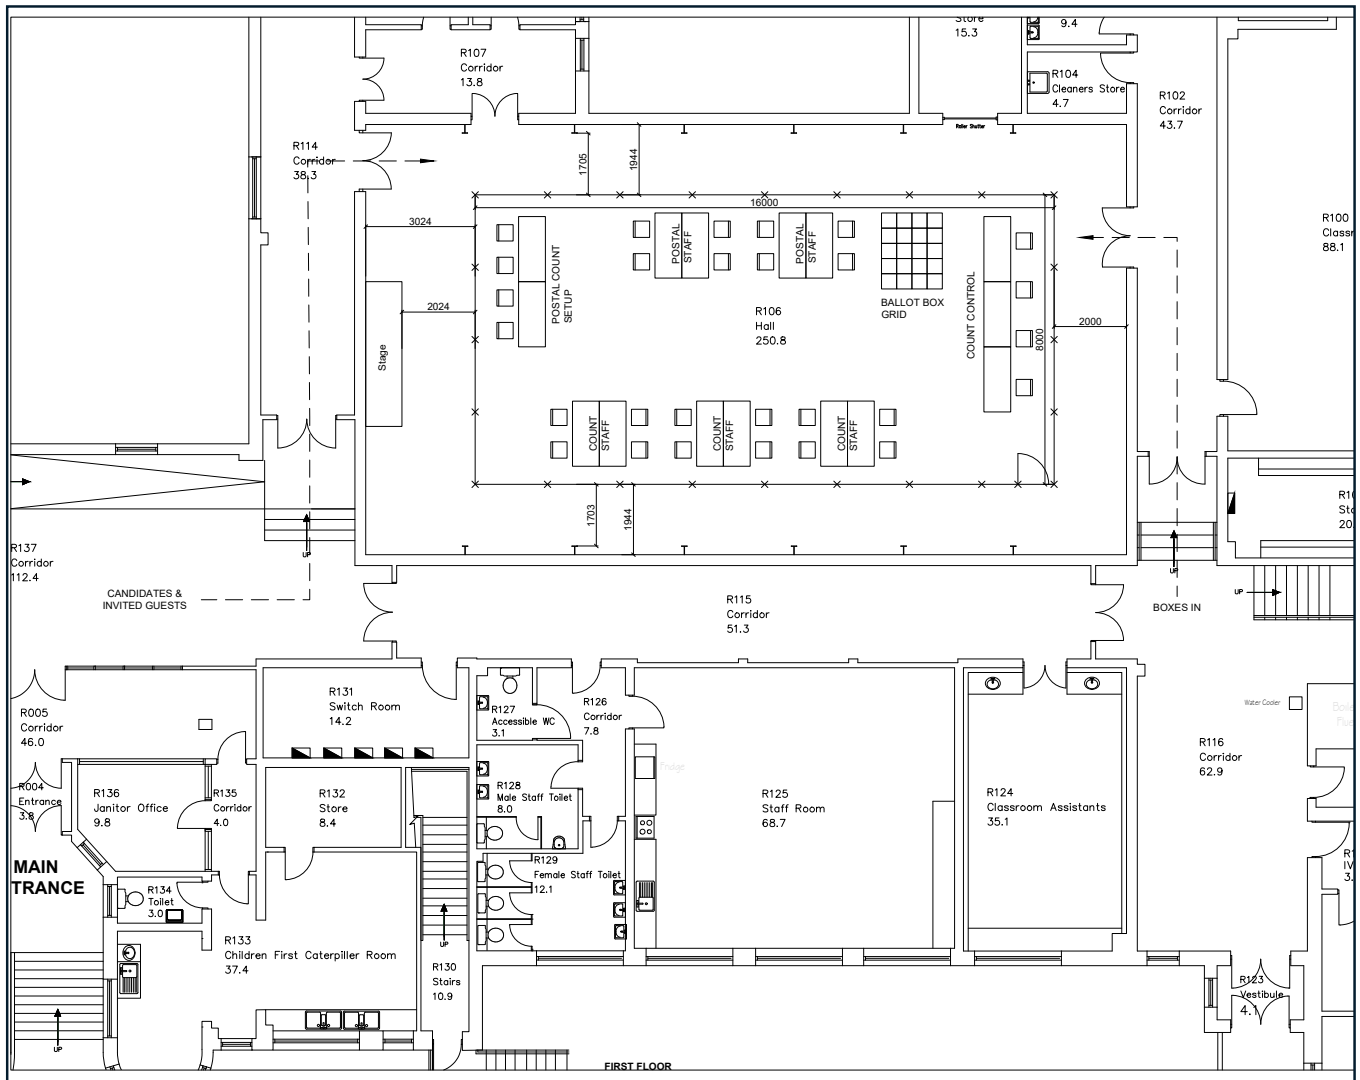 Store
15.3
9.4
R107
Corridor
13.8
R104
Cleaners Store
4.7
R102
Corridor
43.7
Roller Shutter
R114
Corridor
38.3
1705
1944
16000
3024
R100
88.1
POSTAL COUNT
SETUP
POSTAL
STAFF
POSTAL
STAFF
BALLOT BOX
GRID
COUNT CONTROL
2024
Stage
R106
Hall
250.8
8000
2000
COUNT
STAFF
COUNT
STAFF
COUNT
STAFF
1703
1944
UP
UP
R137
Corridor
112.4
CANDIDATES &
INVITED GUESTS
R115
Corridor
51.3
BOXES IN
UP
R131
Switch Room
14.2
R127
Accessible WC
3.1
R126
Corridor
7.8
R005
Corridor
46.0
Water Cooler
R116
Corridor
62.9
Fridge
R004
Entrance
3.8
R136
Janitor Office
9.8
R135
Corridor
4.0
R132
Store
8.4
R128
Male Staff Toilet
8.0
R125
Staff Room
68.7
R124
Classroom Assistants
35.1
MAIN
TRANCE
R129
Female Staff Toilet
12.1
R134
Toilet
3.0
R133
Children First Caterpiller Room
37.4
UP
R130
Stairs
10.9
R123
Vestibule
4.1
UP
FIRST FLOOR